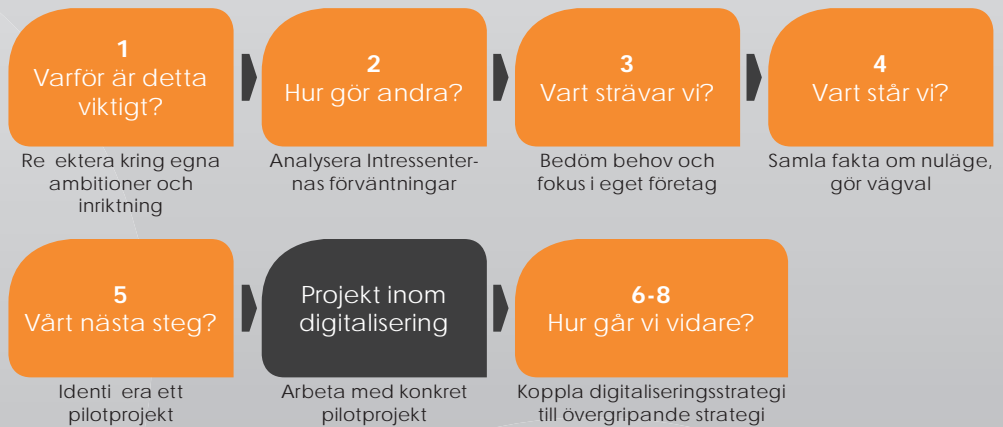 1
Varför är detta
viktigt?
Re ektera kring egna
ambitioner och
inriktning
2
Hur gör andra?
Analysera Intressenter-
nas förväntningar
3
Vart strävar vi?
Bedöm behov och
fokus i eget företag
4
Vart står vi?
Samla fakta om nuläge,
gör vägval
5
Vårt nästa steg?
Identi era ett
pilotprojekt
Projekt inom
digitalisering
Arbeta med konkret
pilotprojekt
6-8
Hur går vi vidare?
Koppla digitaliseringsstrategi
till övergripande strategi